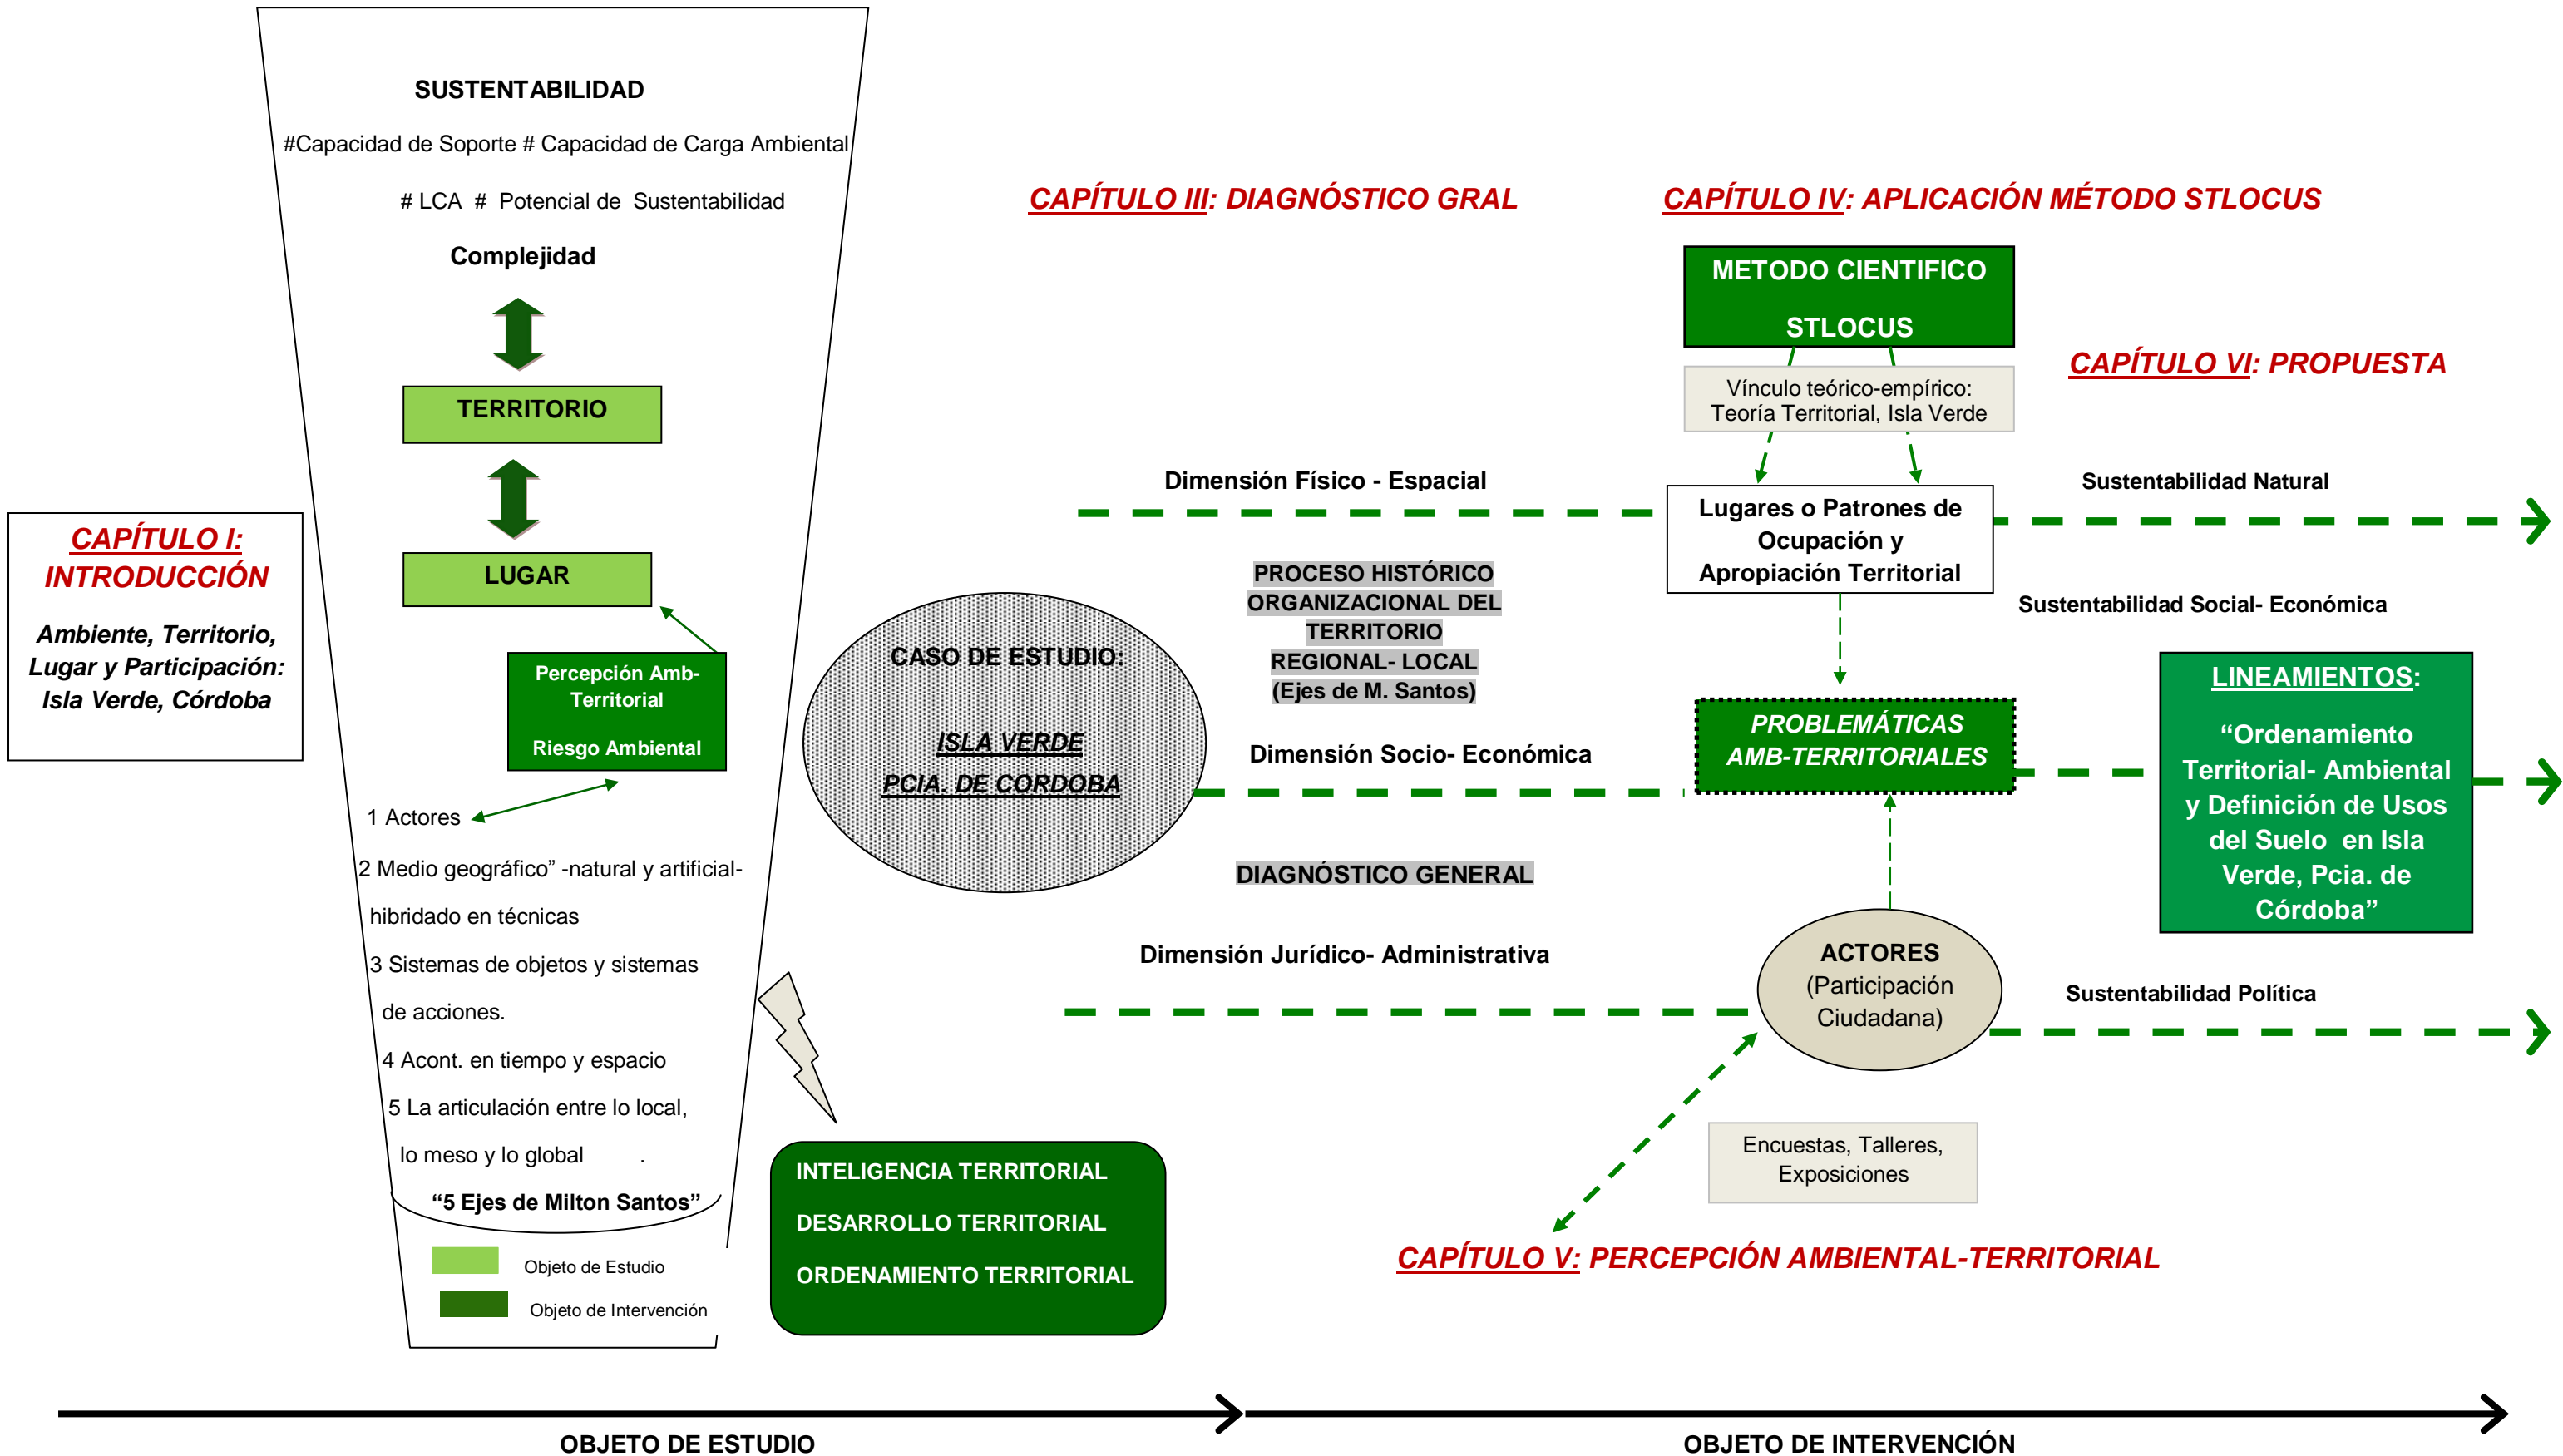 SUSTENTABILIDAD
#Capacidad de Soporte # Capacidad de Carga Ambiental
# LCA # Potencial de Sustentabilidad
Complejidad
TERRITORIO
LUGAR
CAPÍTULO I:
INTRODUCCIÓN
Ambiente, Territorio,
Lugar y Participación:
Isla Verde, Córdoba
Percepción Amb-
Territorial
Riesgo Ambiental
1 Actores
2 Medio geográfico” -natural y artificial-
hibridado en técnicas
3 Sistemas de objetos y sistemas
de acciones.
4 Acont. en tiempo y espacio
5 La articulación entre lo local,
lo meso y lo global .
“5 Ejes de Milton Santos”
Objeto de Estudio
Objeto de Intervención
CASO DE ESTUDIO:
ISLA VERDE
PCIA. DE CORDOBA
INTELIGENCIA TERRITORIAL
DESARROLLO TERRITORIAL
ORDENAMIENTO TERRITORIAL
CAPÍTULO III: DIAGNÓSTICO GRAL
Dimensión Físico - Espacial
PROCESO HISTÓRICO
ORGANIZACIONAL DEL
TERRITORIO
REGIONAL- LOCAL
(Ejes de M. Santos)
Dimensión Socio- Económica
DIAGNÓSTICO GENERAL
Dimensión Jurídico- Administrativa
CAPÍTULO IV: APLICACIÓN MÉTODO STLOCUS
METODO CIENTIFICO
STLOCUS
Vínculo teórico-empírico:
Teoría Territorial, Isla Verde
Lugares o Patrones de
Ocupación y
Apropiación Territorial
PROBLEMÁTICAS
AMB-TERRITORIALES
ACTORES
(Participación
Ciudadana)
Encuestas, Talleres,
Exposiciones
CAPÍTULO V: PERCEPCIÓN AMBIENTAL-TERRITORIAL
CAPÍTULO VI: PROPUESTA
Sustentabilidad Natural
Sustentabilidad Social- Económica
LINEAMIENTOS:
“Ordenamiento
Territorial- Ambiental
y Definición de Usos
del Suelo en Isla
Verde, Pcia. de
Córdoba”
Sustentabilidad Política
OBJETO DE ESTUDIO
OBJETO DE INTERVENCIÓN